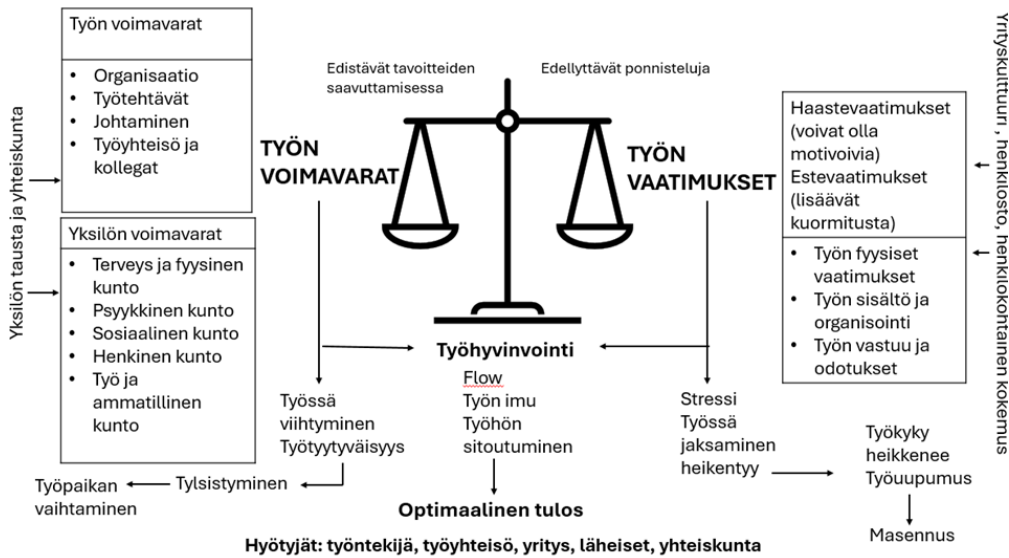 Yksilön tausta ja yhteiskunta
Työn voimavarat
• Organisaatio
• Työtehtävät
• Johtaminen
• Työyhteisö ja
kollegat
Yksilön voimavarat
• Terveys ja fyysinen
kunto
• Psyykkinen kunto
• Sosiaalinen kunto
• Henkinen kunto
• Työ ja
ammatillinen
kunto
Edistävät tavoitteiden
saavuttamisessa
Edellyttävät ponnisteluja
TYÖN
VOIMAVARAT
TYÖN
VAATIMUKSET
Haastevaatimukset
(voivat olla
motivoivia)
Estevaatimukset
(lisäävät
kuormitusta)
• Työn fyysiset
vaatimukset
• Työn sisältö ja
organisointi
• Työn vastuu ja
odotukset
Yrityskulttuuri , henkilosto, henkilokohtainen kokemus
Työhyvinvointi
Flow
Työn imu
Työhön
sitoutuminen
Työssä
viihtyminen
Työtyytyväisyys
Tylsistyminen
Työpaikan
vaihtaminen
Stressi
Työssä
jaksaminen
heikentyy
Työkyky
heikkenee
Työuupumus
Masennus
Optimaalinen tulos
Hyötyjät: työntekijä, työyhteisö, yritys, läheiset, yhteiskunta